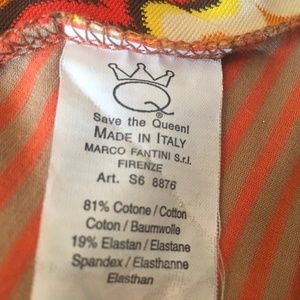 Q
Save the Queen!
MADE IN ITALY
MARCO FANTINI S.r.l.
FIRENZE
Art. S6 8876
81% Cotone / Cotton
Coton / Baumwolle
19% Elastan / Elastane
Spandex / Elasthanne
Elasthan